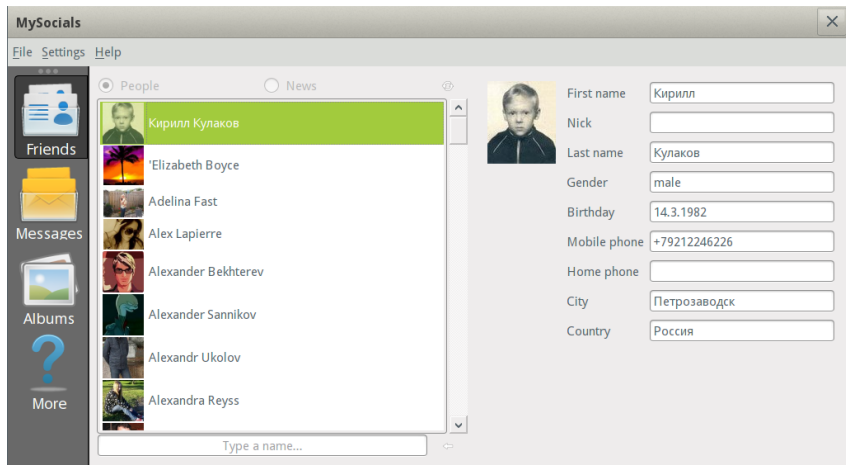 MySocials
File Settings Help
People
News
Friends
Messages
Albums
More
Кирилл Кулаков
'Elizabeth Boyce
Adelina Fast
Alex Lapierre
Alexander Bekhterev
Alexander Sannikov
Alexandr Ukolov
Alexandra Reyss
Type a name...
First name Кирилл
Nick
Last name Кулаков
Gender male
Birthday 14.3.1982
Mobile phone +79212246226
Home phone
City Петрозаводск
Country Россия